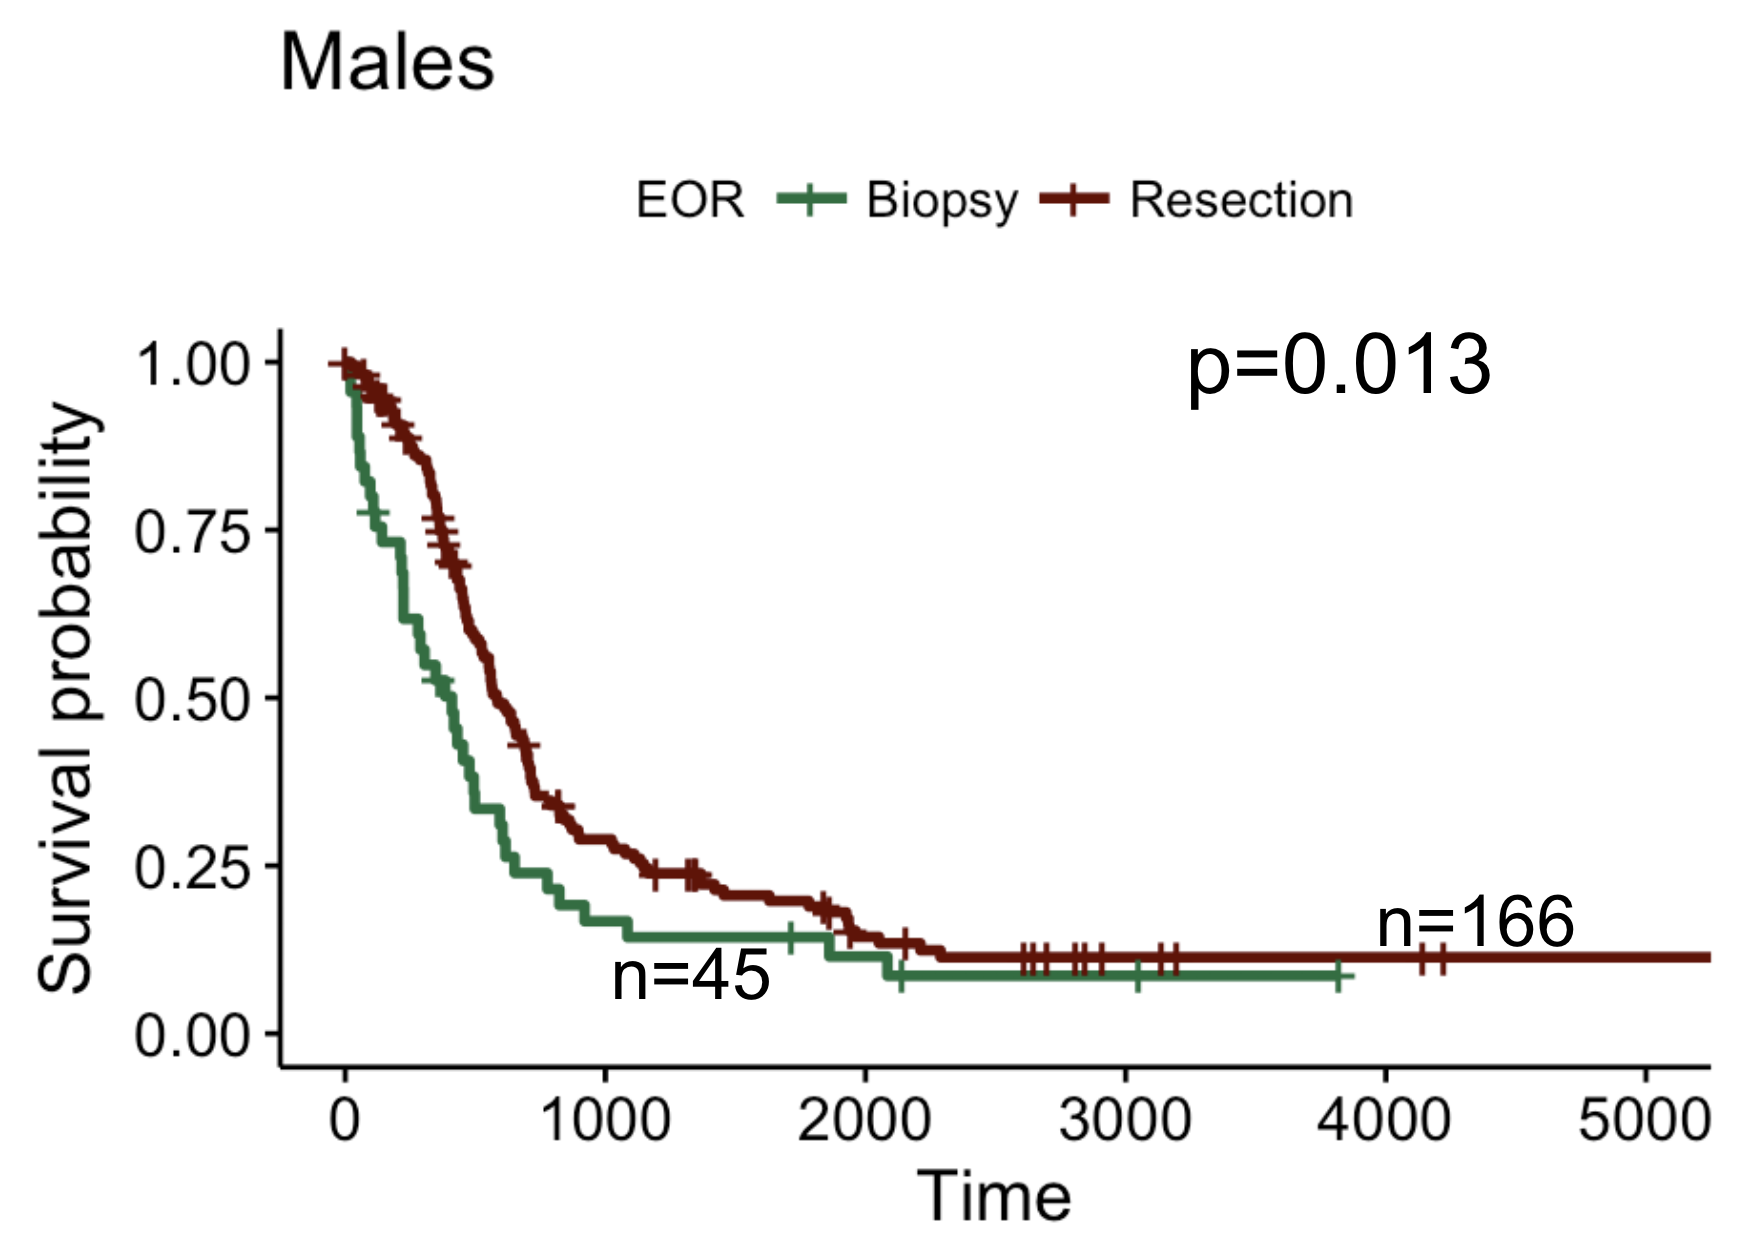 Males
EOR Biopsy Resection
p=0.013
1.00
0.75
0.50
0.25
0.00
Survival probability
n=166
n=45
0 1000 2000 3000 4000 5000
Time